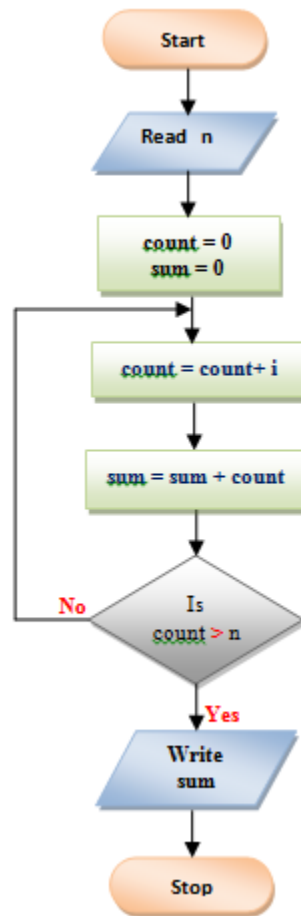 Start
Read n
count = 0
sum = 0
count = count+ i
sum = sum + count
Is
count > n
No
Yes
Write
sum
Stop